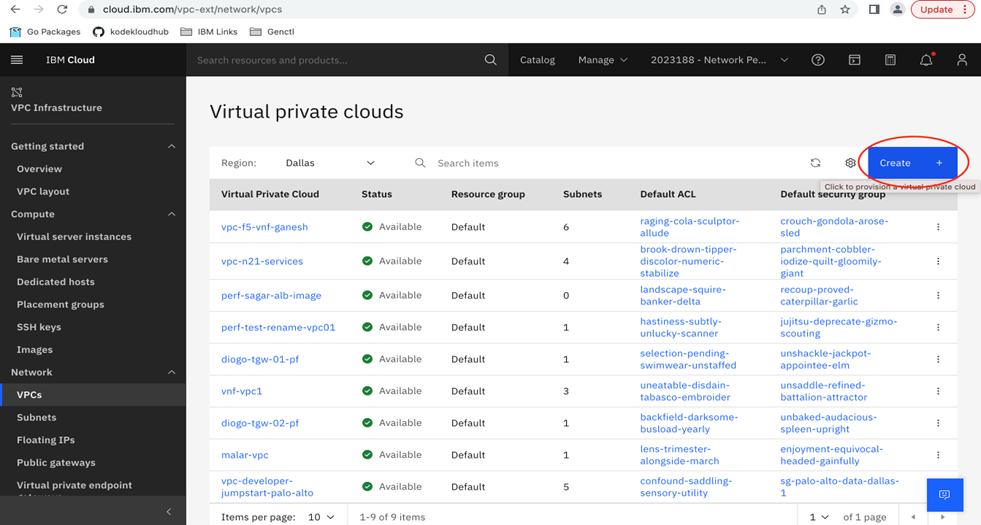 cloud.ibm.com/vpc-ext/network/vpcs
Update
Go Packages
kodekloudhub
IBM Links
Genctl
IBM Cloud
Search resources and products...
Catalog
Manage
2023188 - Network Pe...
VPC Infrastructure
Getting started
Overview
VPC layout
Compute
Virtual server instances
Bare metal servers
Dedicated hosts
Placement groups
SSH keys
Images
Network
VPCs
Subnets
Floating IPs
Public gateways
Virtual private endpoint
gateways
Virtual private clouds
Region:
Dallas
Search items
Create +
Click to provision a virtual private cloud
Virtual Private Cloud Status Resource group Subnets Default ACL Default security group
vpc-f5-vnf-ganesh Available Default 6 raging-cola-sculptor- crouch-gondola-arose-
allude sled
vpc-n21-services Available Default 4 brook-drown-tipper- parchment-cobbler-
discolor-numeric- iodize-quilt-gloomily-
stabilize giant
perf-sagar-alb-image Available Default 0 landscape-squire- recoup-proved-
banker-delta caterpillar-garlic
perf-test-rename-vpc01 Available Default 1 hastiness-subtly- jujitsu-deprecate-gizmo-
unlucky-scanner scouting
diogo-tgw-01-pf Available Default 1 selection-pending- unshackle-jackpot-
swimwear-unstaffed appointee-elm
vnf-vpc1 Available Default 3 uneatable-disdain- unsaddle-refined-
tabasco-embroider battalion-attractor
diogo-tgw-02-pf Available Default 1 backfield-darksome- unbaked-audacious-
busload-yearly spleen-upright
malar-vpc Available Default 1 lens-trimester- enjoyment-equivocal-
alongside-march headed-gainfully
vpc-developer- Available Default 5 confound-saddling- sg-palo-alto-data-dallas-
jumpstart-palo-alto sensory-utility 1
Items per page: 10 1-9 of 9 items 1 of 1 page